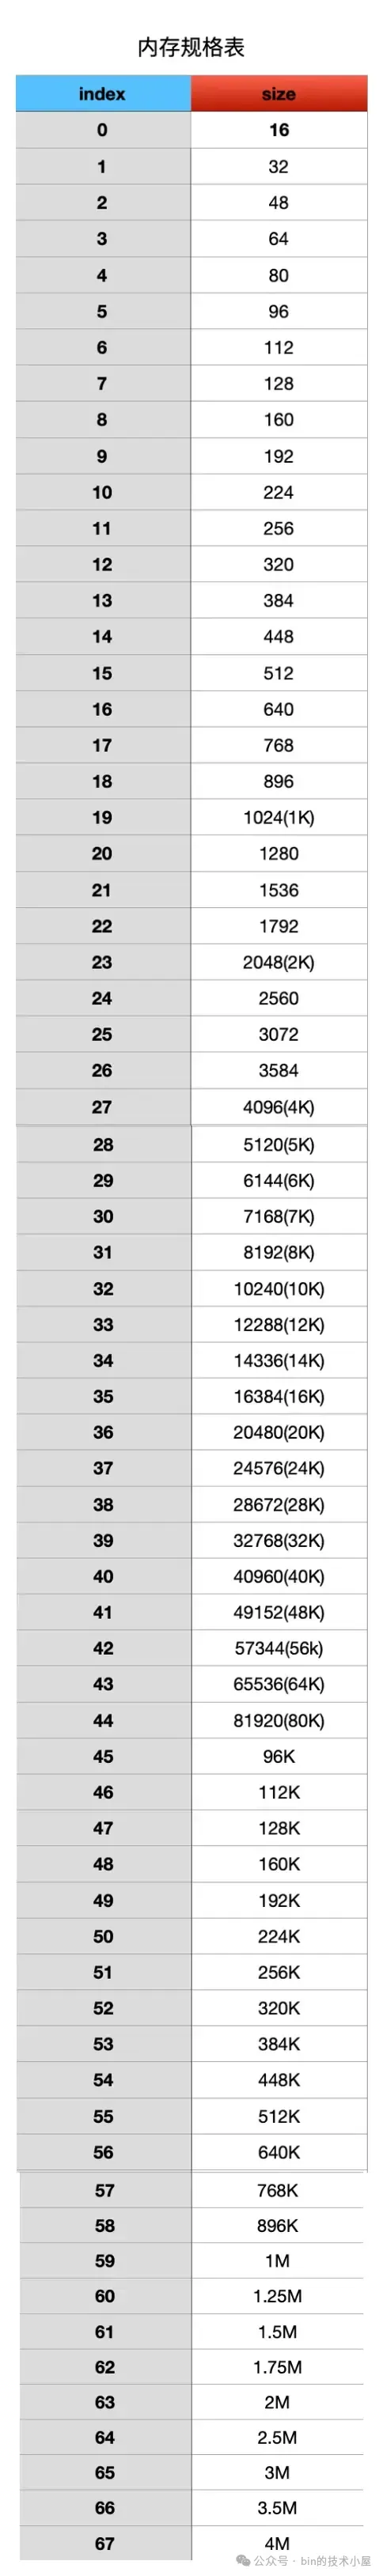 内存规格表
index size
0 16
1 32
2 48
3 64
4 80
5 96
6 112
7 128
8 160
9 192
10 224
11 256
12 320
13 384
14 448
15 512
16 640
17 768
18 896
19 1024(1K)
20 1280
21 1536
22 1792
23 2048(2K)
24 2560
25 3072
26 3584
27 4096(4K)
28 5120(5K)
29 6144(6K)
30 7168(7K)
31 8192(8K)
32 10240(10K)
33 12288(12K)
34 14336(14K)
35 16384(16K)
36 20480(20K)
37 24576(24K)
38 28672(28K)
39 32768(32K)
40 40960(40K)
41 49152(48K)
42 57344(56k)
43 65536(64K)
44 81920(80K)
45 96K
46 112K
47 128K
48 160K
49 192K
50 224K
51 256K
52 320K
53 384K
54 448K
55 512K
56 640K
57 768K
58 896K
59 1M
60 1.25M
61 1.5M
62 1.75M
63 2M
64 2.5M
65 3M
66 3.5M
67 4M
公众号 · bin的技术小屋